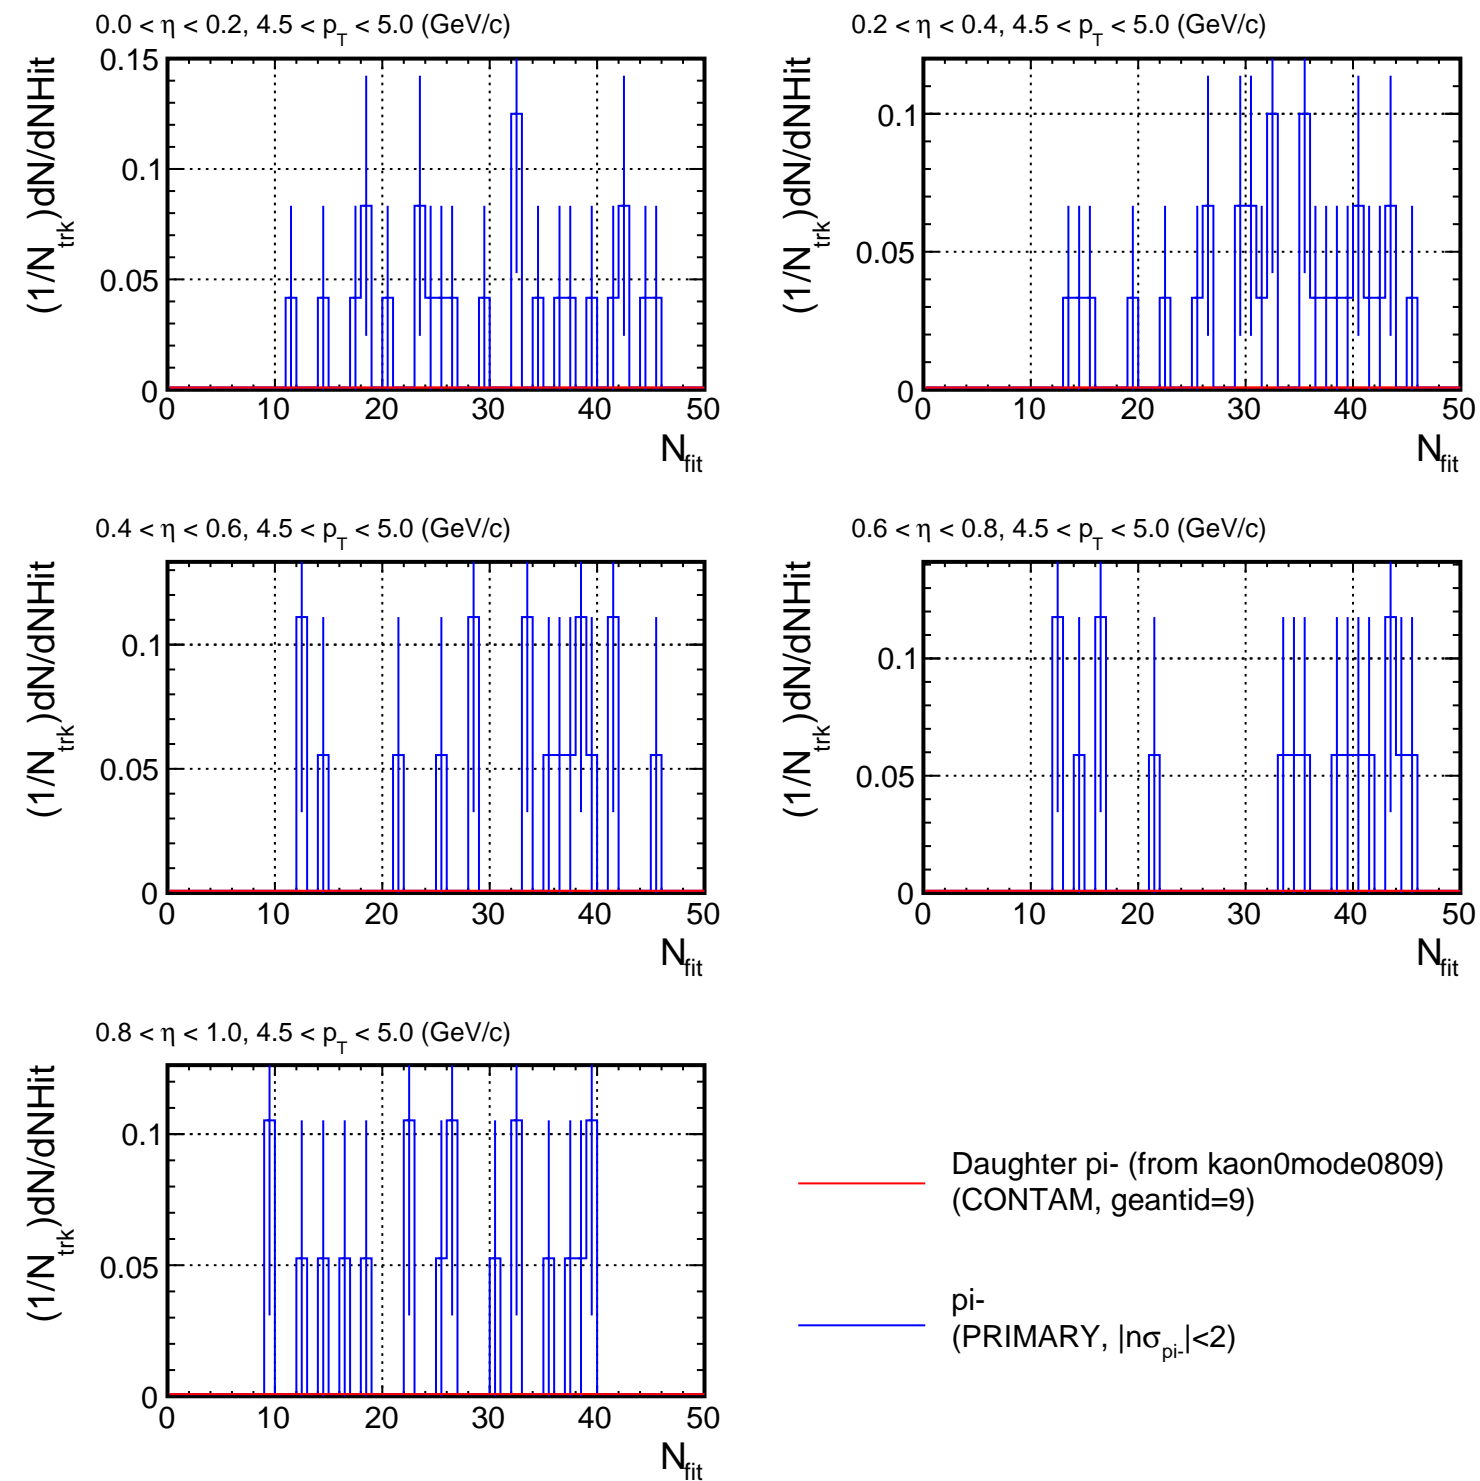 0.0 < η < 0.2, 4.5 < p_T < 5.0 (GeV/c)
(1/N_trk)dN/dNHit
0.15
0.1
0.05
0
0 10 20 30 40 50
N_fit
0.2 < η < 0.4, 4.5 < p_T < 5.0 (GeV/c)
(1/N_trk)dN/dNHit
0.1
0.05
0
0 10 20 30 40 50
N_fit
0.4 < η < 0.6, 4.5 < p_T < 5.0 (GeV/c)
(1/N_trk)dN/dNHit
0.1
0.05
0
0 10 20 30 40 50
N_fit
0.6 < η < 0.8, 4.5 < p_T < 5.0 (GeV/c)
(1/N_trk)dN/dNHit
0.1
0.05
0
0 10 20 30 40 50
N_fit
0.8 < η < 1.0, 4.5 < p_T < 5.0 (GeV/c)
(1/N_trk)dN/dNHit
0.1
0.05
0
0 10 20 30 40 50
N_fit
Daughter pi- (from kaon0mode0809)
(CONTAM, geantid=9)
pi-
(PRIMARY, |nσ_pi-|<2)